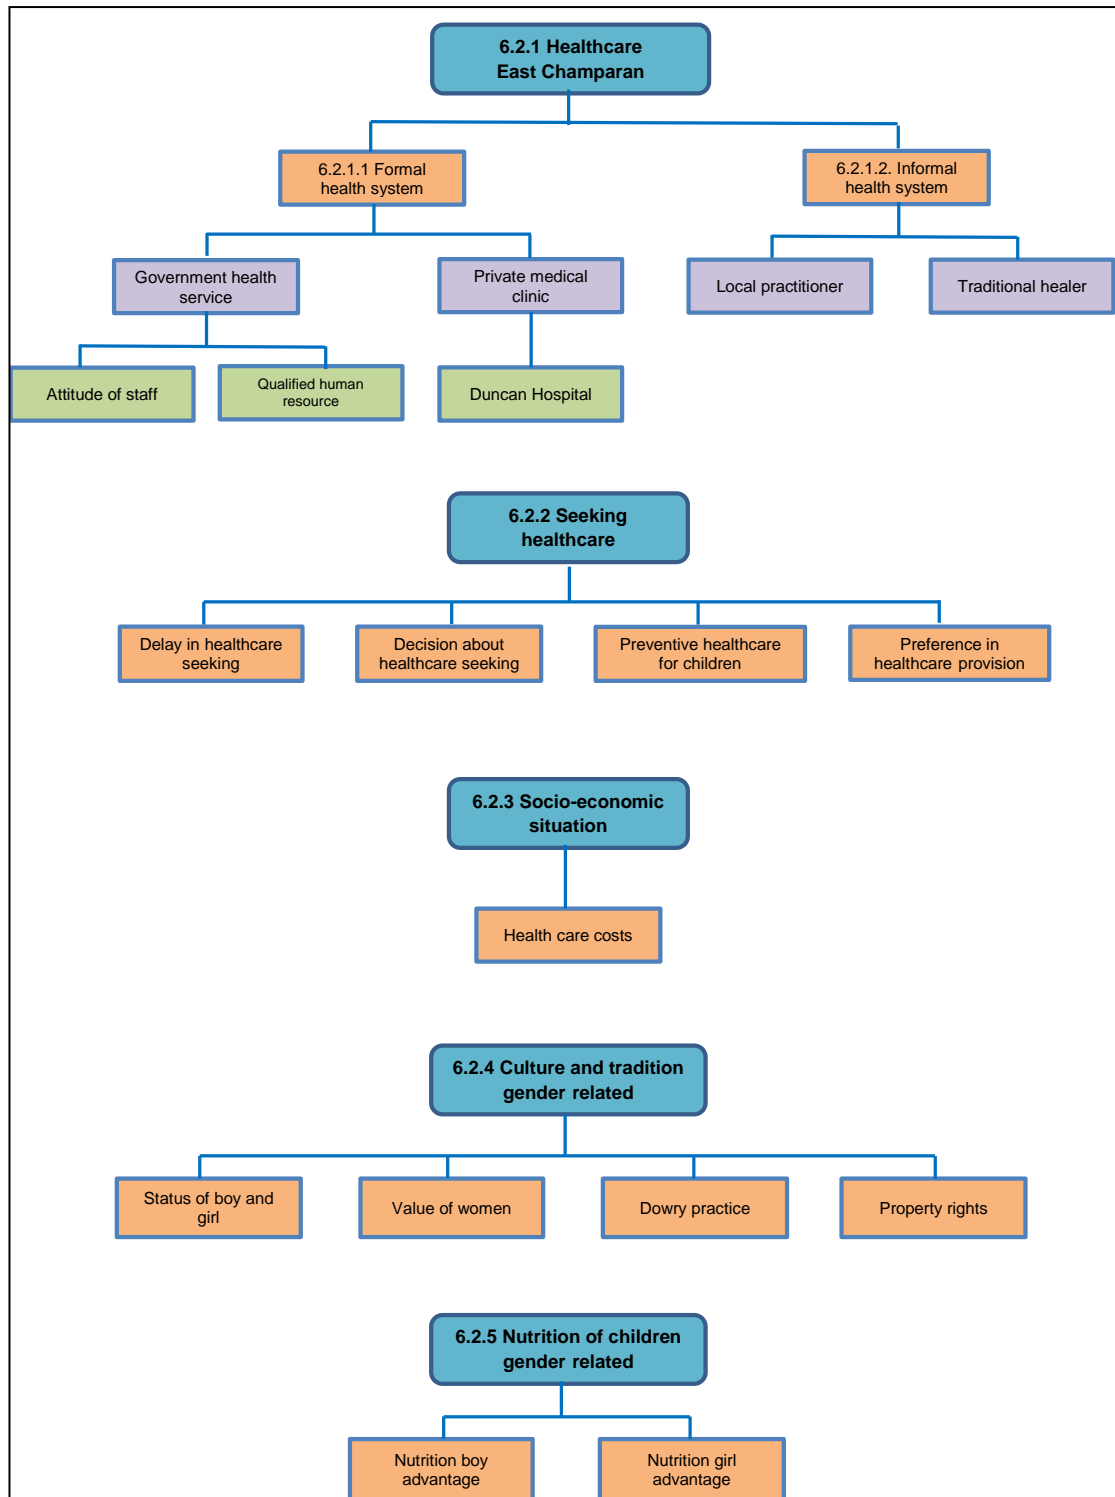 6.2.1 Healthcare
East Champaran
6.2.1.1 Formal
health system
6.2.1.2. Informal
health system
Government health
service
Private medical
clinic
Local practitioner
Traditional healer
Attitude of staff
Qualified human
resource
Duncan Hospital
6.2.2 Seeking
healthcare
Delay in healthcare
seeking
Decision about
healthcare seeking
Preventive healthcare
for children
Preference in
healthcare provision
6.2.3 Socio-economic
situation
Health care costs
6.2.4 Culture and tradition
gender related
Status of boy and
girl
Value of women
Dowry practice
Property rights
6.2.5 Nutrition of children
gender related
Nutrition boy
advantage
Nutrition girl
advantage